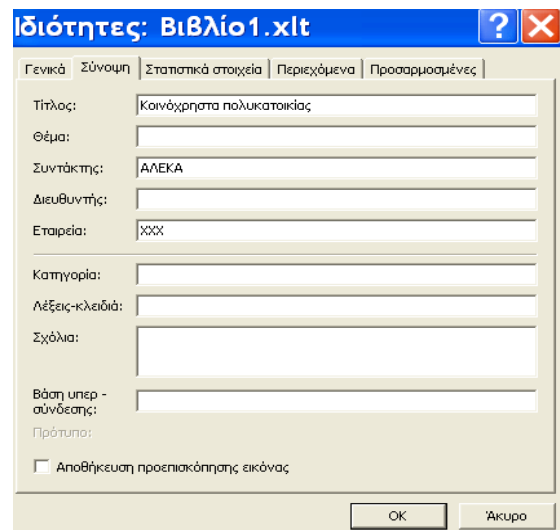 Ιδιότητες: Βιβλίο1.xlt
Γενικά Σύνοψη Στατιστικά στοιχεία Περιεχόμενα Προσαρμοσμένες
Τίτλος: Κοινόχρηστα πολυκατοικίας
Θέμα:
Συντάκτης: ΑΛΕΚΑ
Διευθυντής:
Εταιρεία: XXX
Κατηγορία:
Λέξεις-κλειδιά:
Σχόλια:
Βάση υπερ -
σύνδεσης:
Πρότυπο:
Αποθήκευση προεπισκόπησης εικόνας
OK Άκυρο